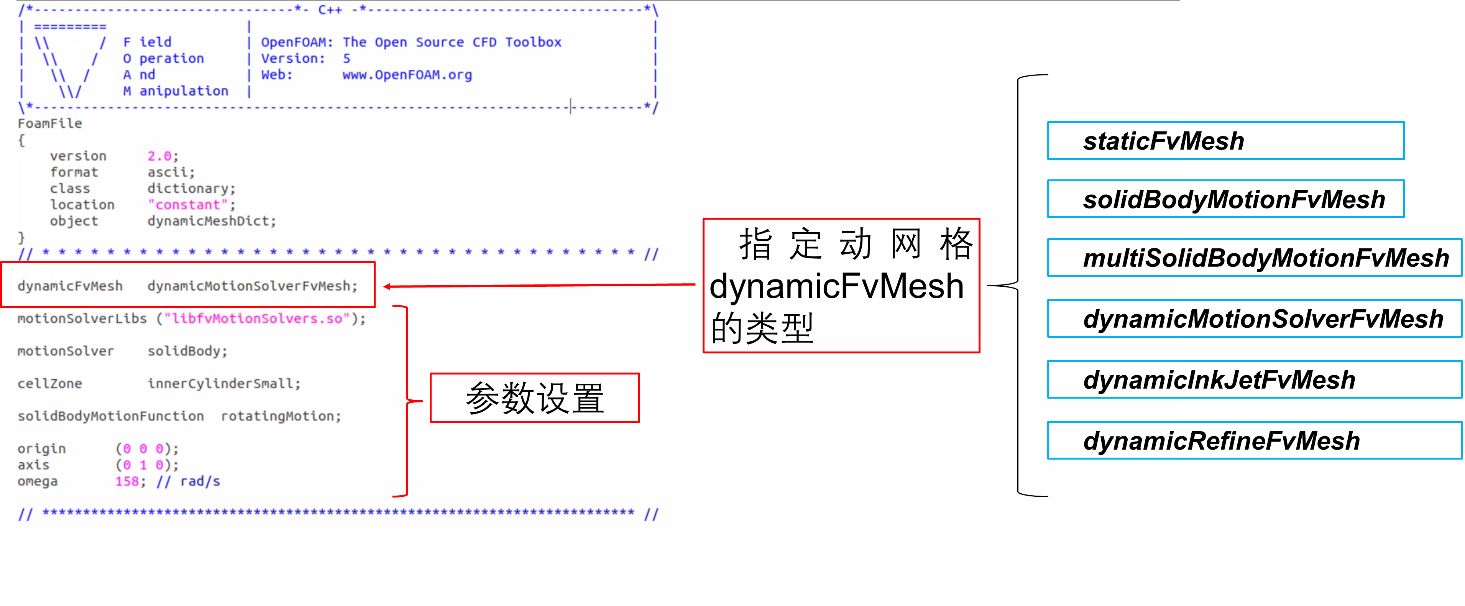 /*--------------------------------*- C++ -*----------------------------------*\
| =========                 |                                                 |
| \\      /  F ield         | OpenFOAM: The Open Source CFD Toolbox           |
|  \\    /   O peration     | Version:  5                                     |
|   \\  /    A nd           | Web:      www.OpenFOAM.org                      |
|    \\/     M anipulation  |                                                 |
\*---------------------------------------------------------------------------*/
FoamFile
{
    version     2.0;
    format      ascii;
    class       dictionary;
    location    "constant";
    object      dynamicMeshDict;
}
// * * * * * * * * * * * * * * * * * * * * * * * * * * * * * * * * * * * * * //
dynamicFvMesh   dynamicMotionSolverFvMesh;
motionSolverLibs ("libfvMotionSolvers.so");
motionSolver    solidBody;
cellZone        innerCylinderSmall;
solidBodyMotionFunction  rotatingMotion;
origin      (0 0 0);
axis        (0 1 0);
omega       158; // rad/s
// ************************************************************************* //
参数设置
指定动网格
dynamicFvMesh
的类型
staticFvMesh
solidBodyMotionFvMesh
multiSolidBodyMotionFvMesh
dynamicMotionSolverFvMesh
dynamicInkJetFvMesh
dynamicRefineFvMesh